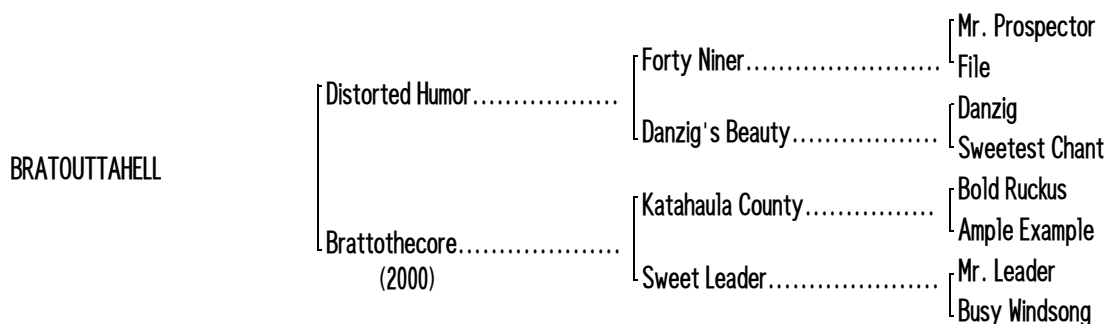 Mr. Prospector
Forty Niner........................
File
Distorted Humor..................
Danzig
Danzig's Beauty..................
Sweetest Chant
BRATOUTTAHELL
Bold Ruckus
Katahaula County................
Ample Example
Brattothecore....................
(2000)
Mr. Leader
Sweet Leader.....................
Busy Windsong